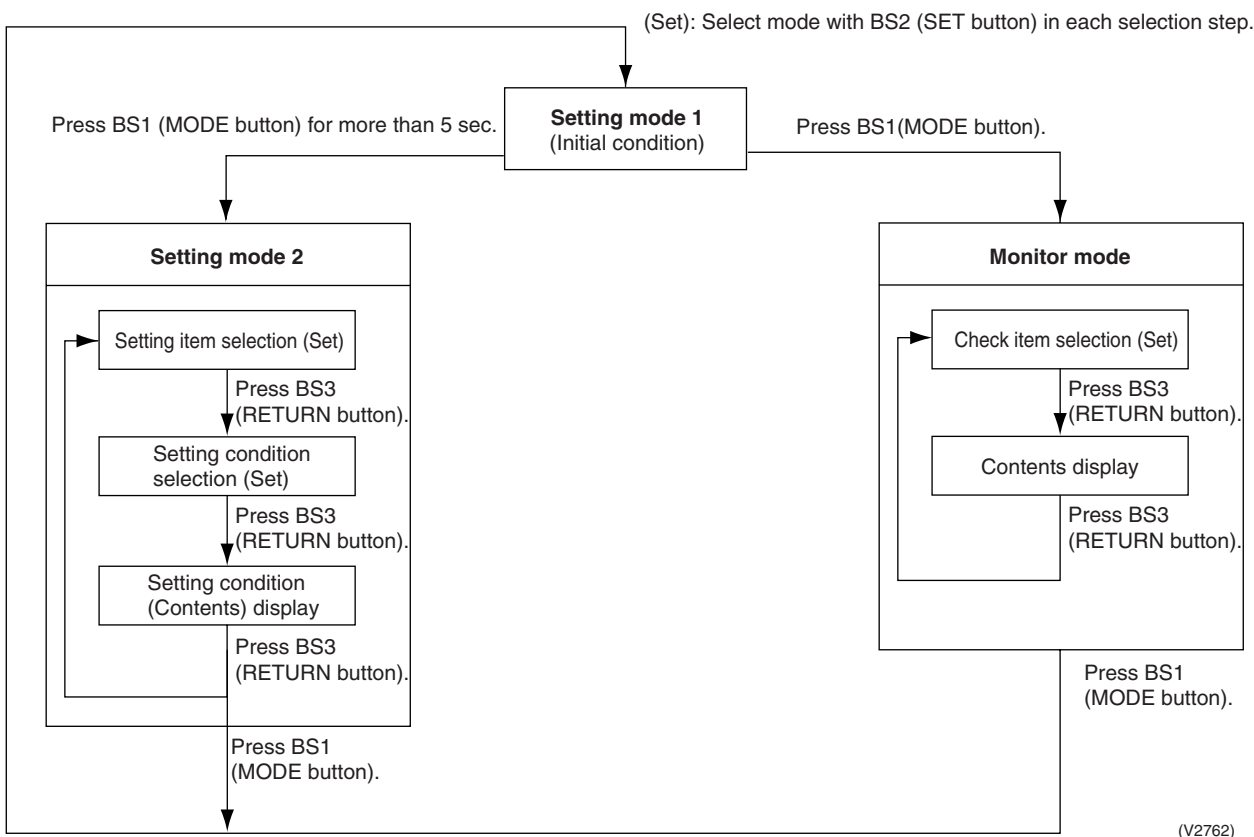 (Set): Select mode with BS2 (SET button) in each selection step.
Setting mode 1
(Initial condition)
Press BS1 (MODE button) for more than 5 sec.
Press BS1(MODE button).
Setting mode 2
Setting item selection (Set)
Press BS3
(RETURN button).
Setting condition
selection (Set)
Press BS3
(RETURN button).
Setting condition
(Contents) display
Press BS3
(RETURN button).
Press BS1
(MODE button).
Monitor mode
Check item selection (Set)
Press BS3
(RETURN button).
Contents display
Press BS3
(RETURN button).
Press BS1
(MODE button).
(V2762)